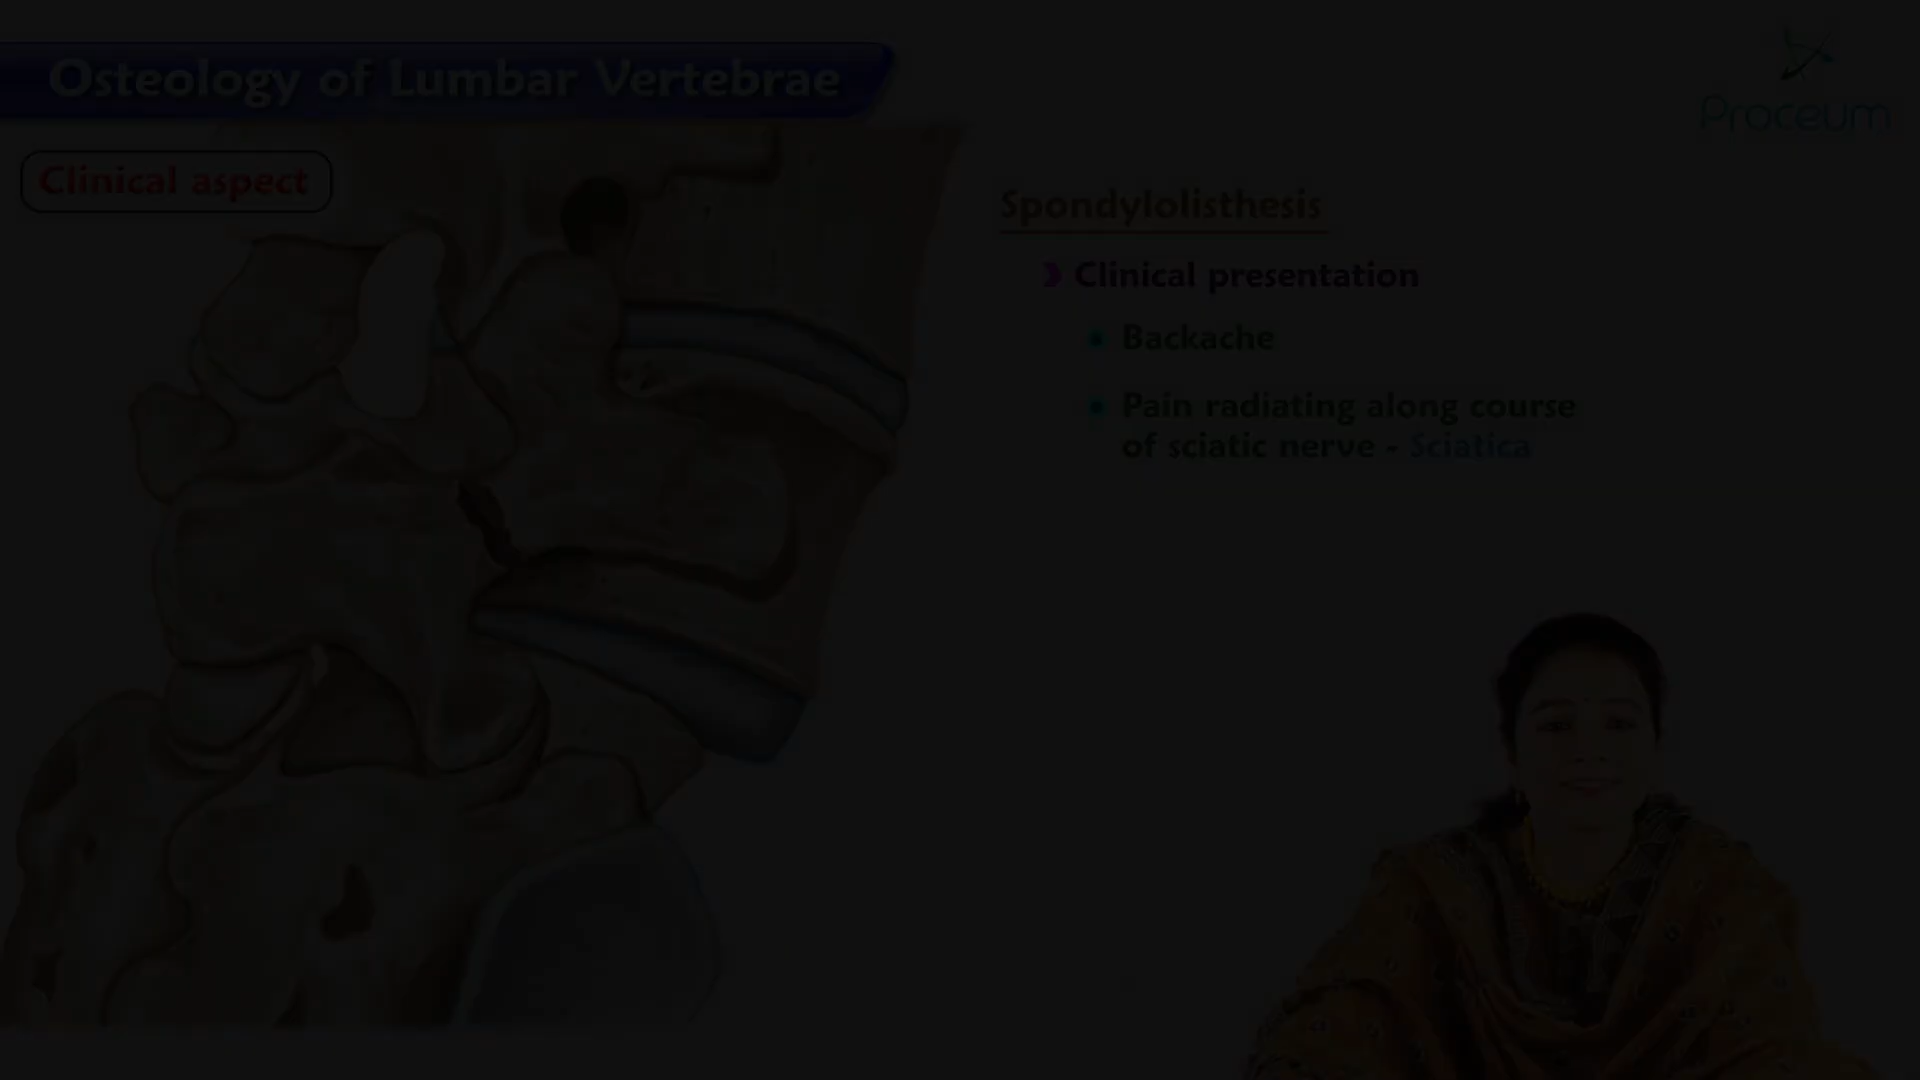 Osteology of Lumbar Vertebrae
Proceum
Clinical aspect
Spondylolisthesis
Clinical presentation
Backache
Pain radiating along course
of sciatic nerve - Sciatica